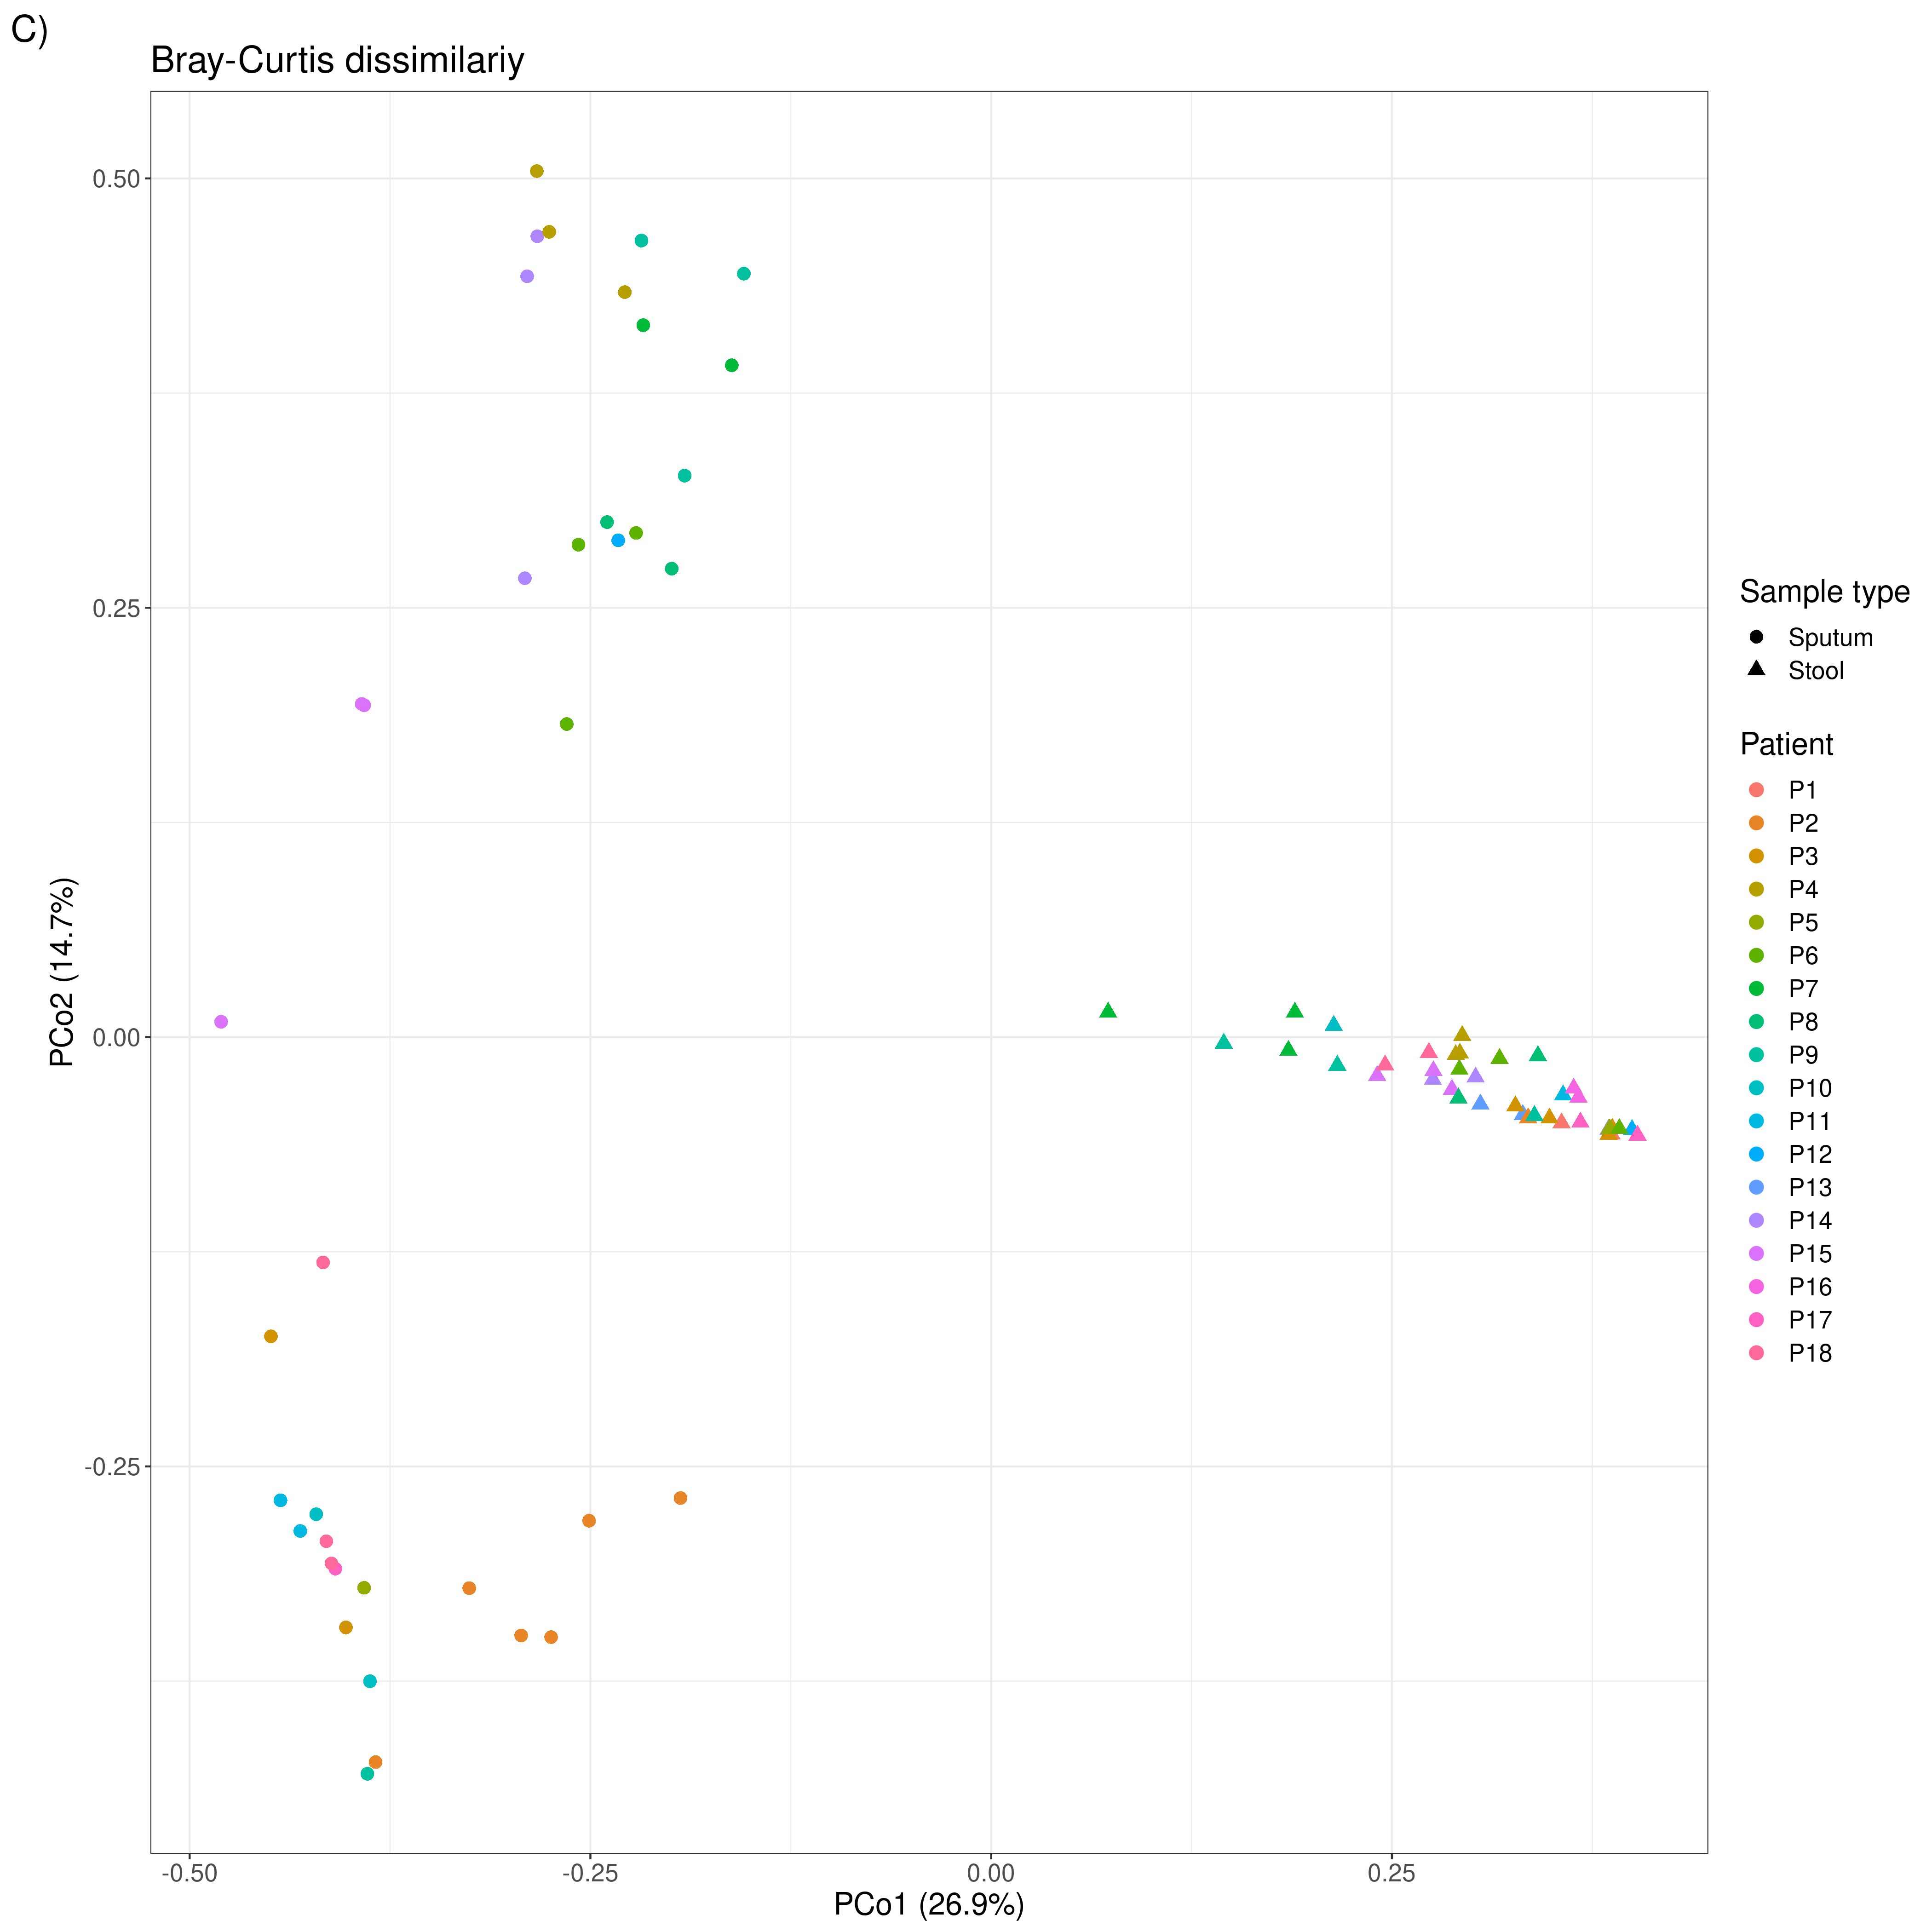 C)
Bray-Curtis dissimilariy
0.50
0.25
0.00
-0.25
PCo2 (14.7%)
-0.50
-0.25
0.00
0.25
PCo1 (26.9%)
Sample type
Sputum
Stool
Patient
P1
P2
P3
P4
P5
P6
P7
P8
P9
P10
P11
P12
P13
P14
P15
P16
P17
P18